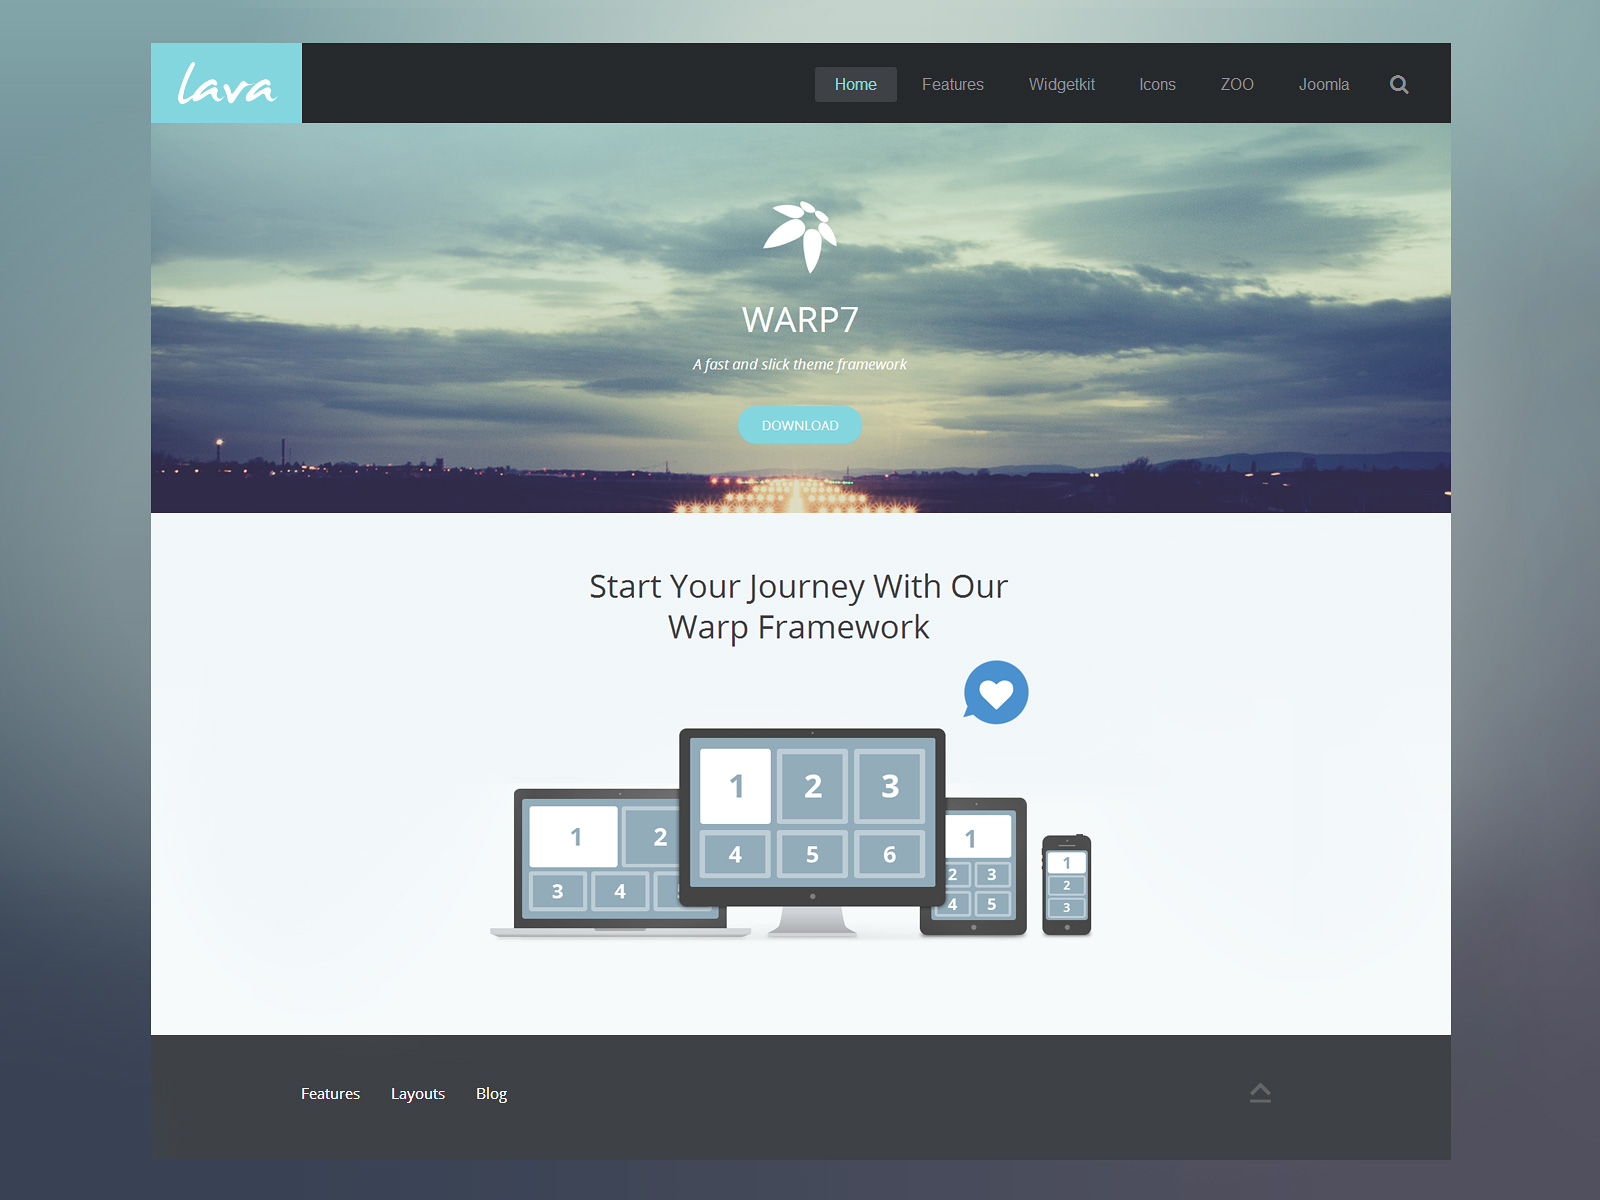 lava
Home Features Widgetkit Icons ZOO Joomla
WARP7
A fast and slick theme framework
DOWNLOAD
Start Your Journey With Our
Warp Framework
1 2 3
4 5 6
1 2
3 4
1
2 3
4 5
1
2
3
Features Layouts Blog